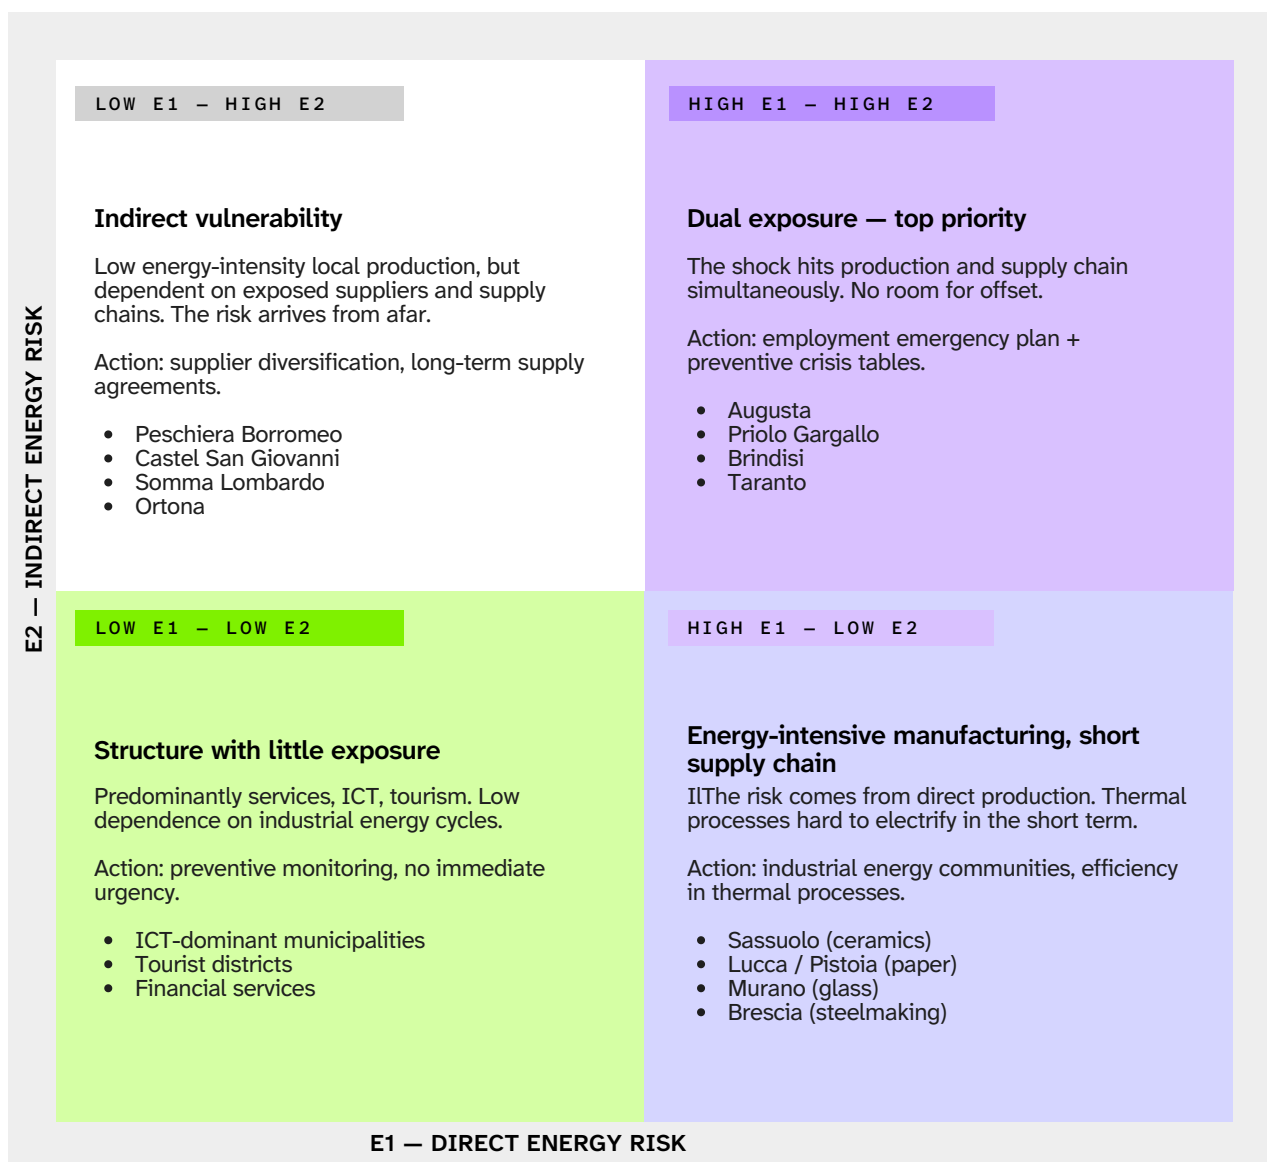 LOW E1 – HIGH E2
Indirect vulnerability
Low energy-intensity local production, but
dependent on exposed suppliers and supply
chains. The risk arrives from afar.
Action: supplier diversification, long-term supply
agreements.
• Peschiera Borromeo
• Castel San Giovanni
• Somma Lombardo
• Ortona
HIGH E1 – HIGH E2
Dual exposure — top priority
The shock hits production and supply chain
simultaneously. No room for offset.
Action: employment emergency plan +
preventive crisis tables.
• Augusta
• Priolo Gargallo
• Brindisi
• Taranto
E2 — INDIRECT ENERGY RISK
LOW E1 – LOW E2
Structure with little exposure
Predominantly services, ICT, tourism. Low
dependence on industrial energy cycles.
Action: preventive monitoring, no immediate
urgency.
• ICT-dominant municipalities
• Tourist districts
• Financial services
HIGH E1 – LOW E2
Energy-intensive manufacturing, short
supply chain
IlThe risk comes from direct production. Thermal
processes hard to electrify in the short term.
Action: industrial energy communities, efficiency
in thermal processes.
• Sassuolo (ceramics)
• Lucca / Pistoia (paper)
• Murano (glass)
• Brescia (steelmaking)
E1 — DIRECT ENERGY RISK